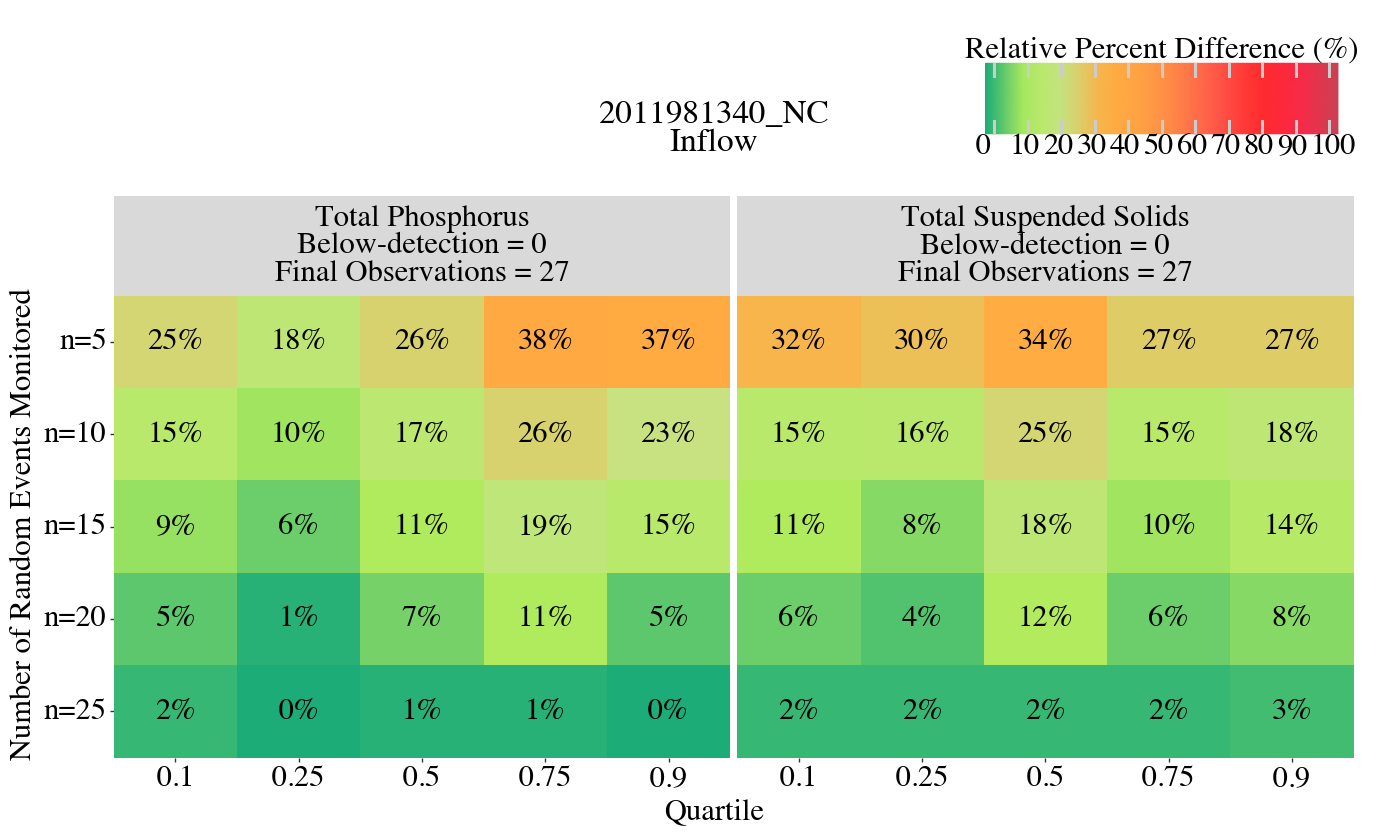 Relative Percent Difference (%)
0 10 20 30 40 50 60 70 80 90 100
2011981340_NC
Inflow
Total Phosphorus
Below-detection = 0
Final Observations = 27
Total Suspended Solids
Below-detection = 0
Final Observations = 27
Number of Random Events Monitored
n=5 25% 18% 26% 38% 37% 32% 30% 34% 27% 27%
n=10 15% 10% 17% 26% 23% 15% 16% 25% 15% 18%
n=15 9% 6% 11% 19% 15% 11% 8% 18% 10% 14%
n=20 5% 1% 7% 11% 5% 6% 4% 12% 6% 8%
n=25 2% 0% 1% 1% 0% 2% 2% 2% 2% 3%
0.1 0.25 0.5 0.75 0.9 0.1 0.25 0.5 0.75 0.9
Quartile